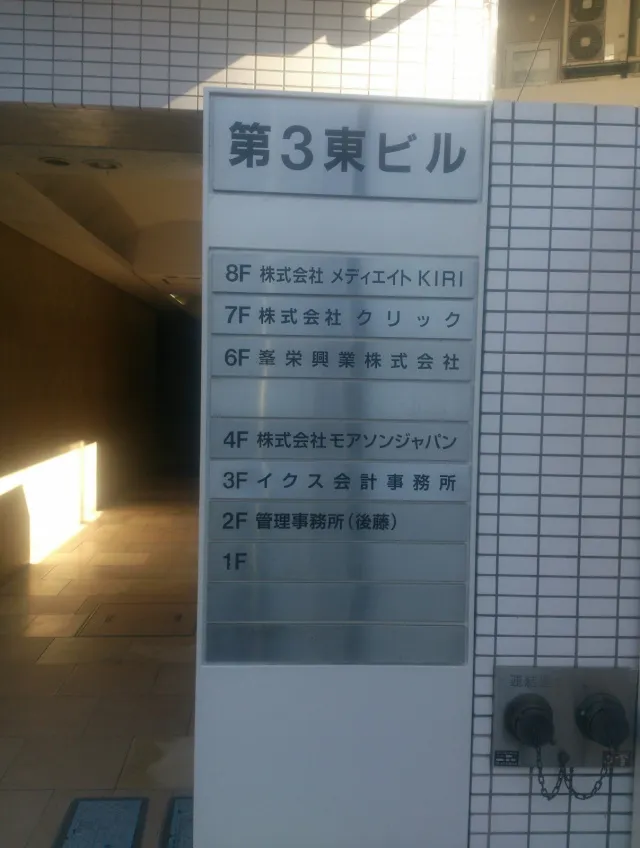 第3東ビル
8F 株式会社 メディエイトKIRI
7F 株式会社 クリック
6F 峯栄興業株式会社
4F 株式会社モアソンジャパン
3F イクス会計事務所
2F 管理事務所(後藤)
1F